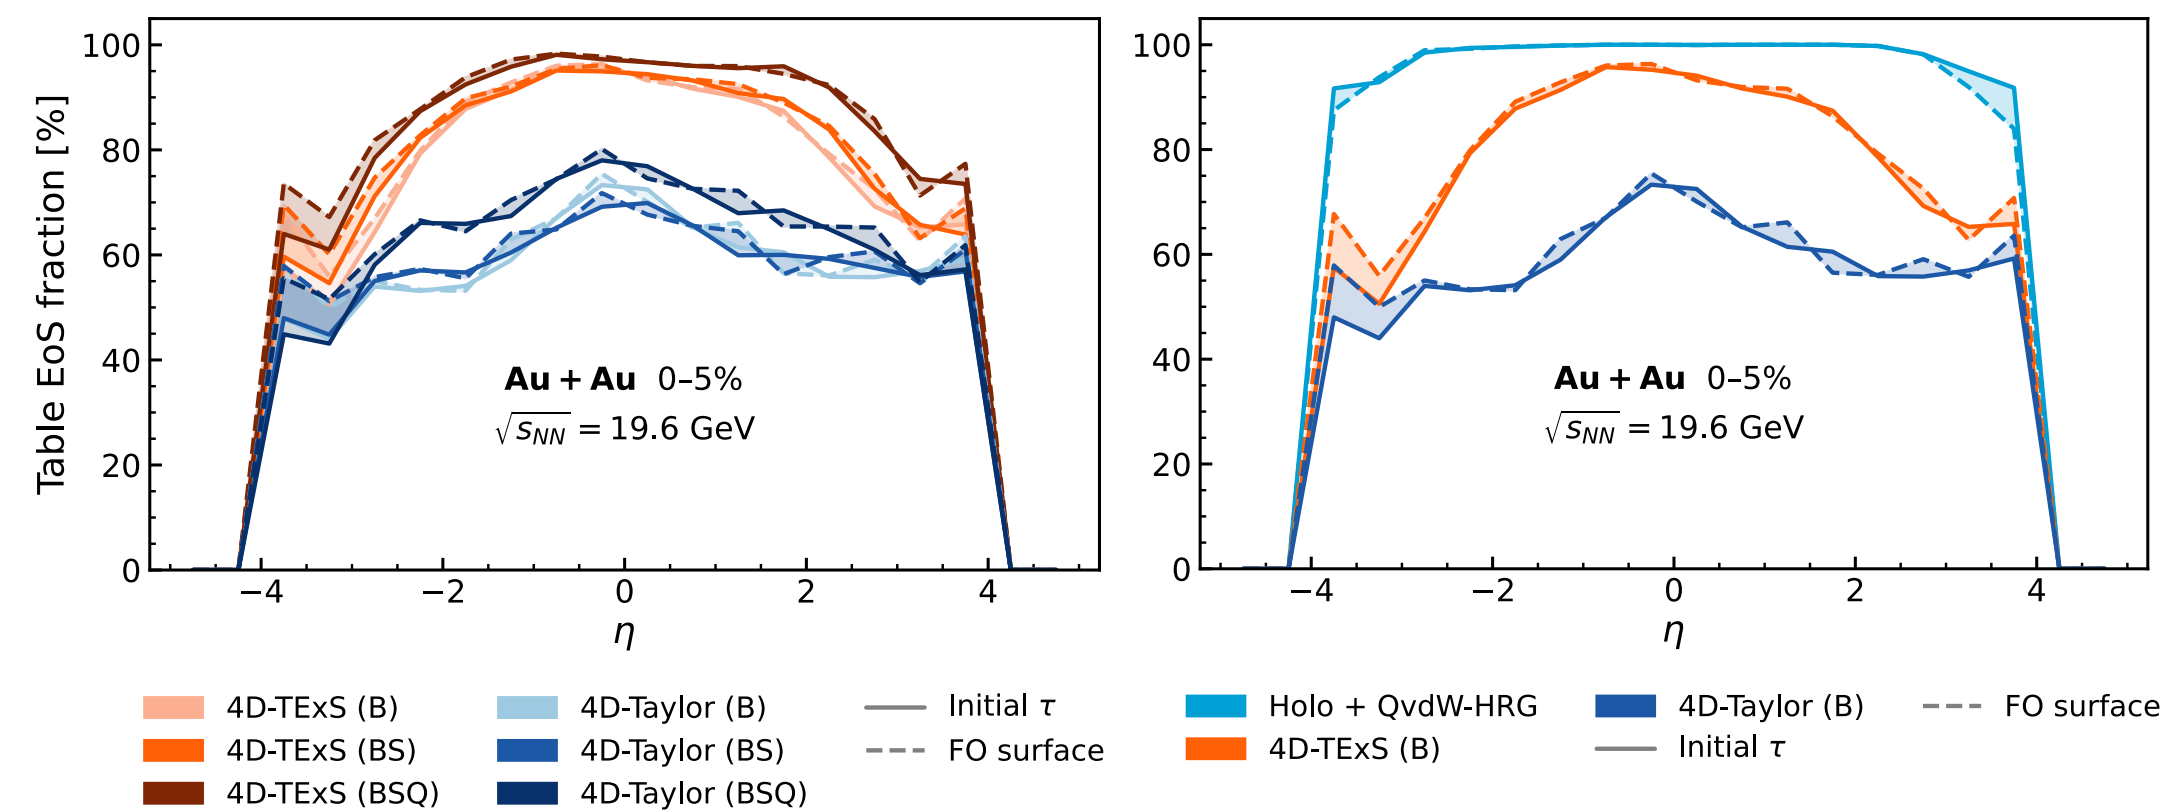 Table EoS fraction [%]
100
80
60
40
20
0
−4 −2 0 2 4
η
Au + Au 0–5%
√sNN = 19.6 GeV
4D-TExS (B)
4D-TExS (BS)
4D-TExS (BSQ)
4D-Taylor (B)
4D-Taylor (BS)
4D-Taylor (BSQ)
Initial τ
FO surface
100
80
60
40
20
0
−4 −2 0 2 4
η
Au + Au 0–5%
√sNN = 19.6 GeV
Holo + QvdW-HRG
4D-TExS (B)
4D-Taylor (B)
Initial τ
FO surface